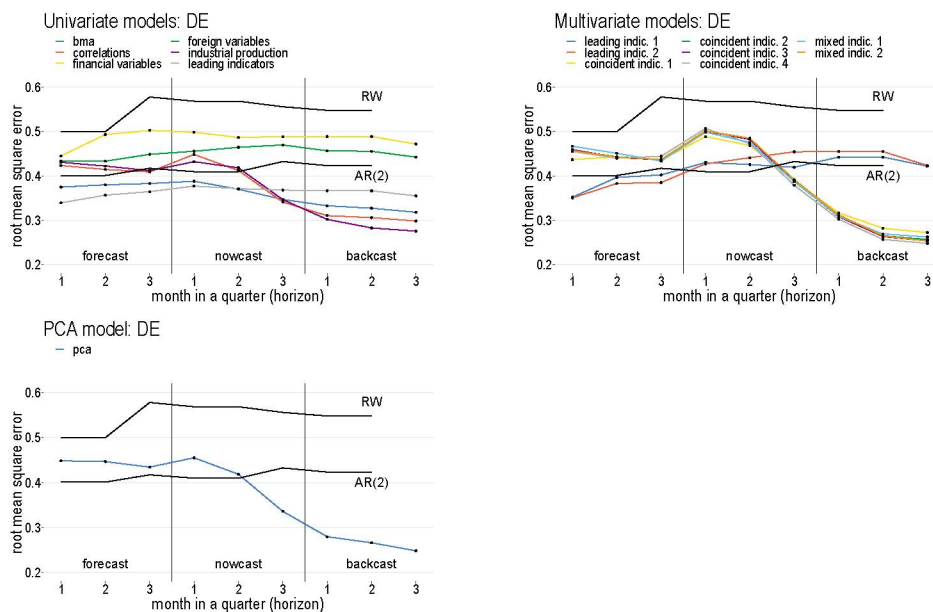 Univariate models: DE
bma
correlations
financial variables
foreign variables
industrial production
leading indicators
root mean square error
0.6
0.5
0.4
0.3
0.2
RW
AR(2)
forecast nowcast backcast
1 2 3 1 2 3 1 2 3
month in a quarter (horizon)
Multivariate models: DE
leading indic. 1
leading indic. 2
coincident indic. 1
coincident indic. 2
coincident indic. 3
coincident indic. 4
mixed indic. 1
mixed indic. 2
root mean square error
0.6
0.5
0.4
0.3
0.2
RW
AR(2)
forecast nowcast backcast
1 2 3 1 2 3 1 2 3
month in a quarter (horizon)
PCA model: DE
pca
root mean square error
0.6
0.5
0.4
0.3
0.2
RW
AR(2)
forecast nowcast backcast
1 2 3 1 2 3 1 2 3
month in a quarter (horizon)